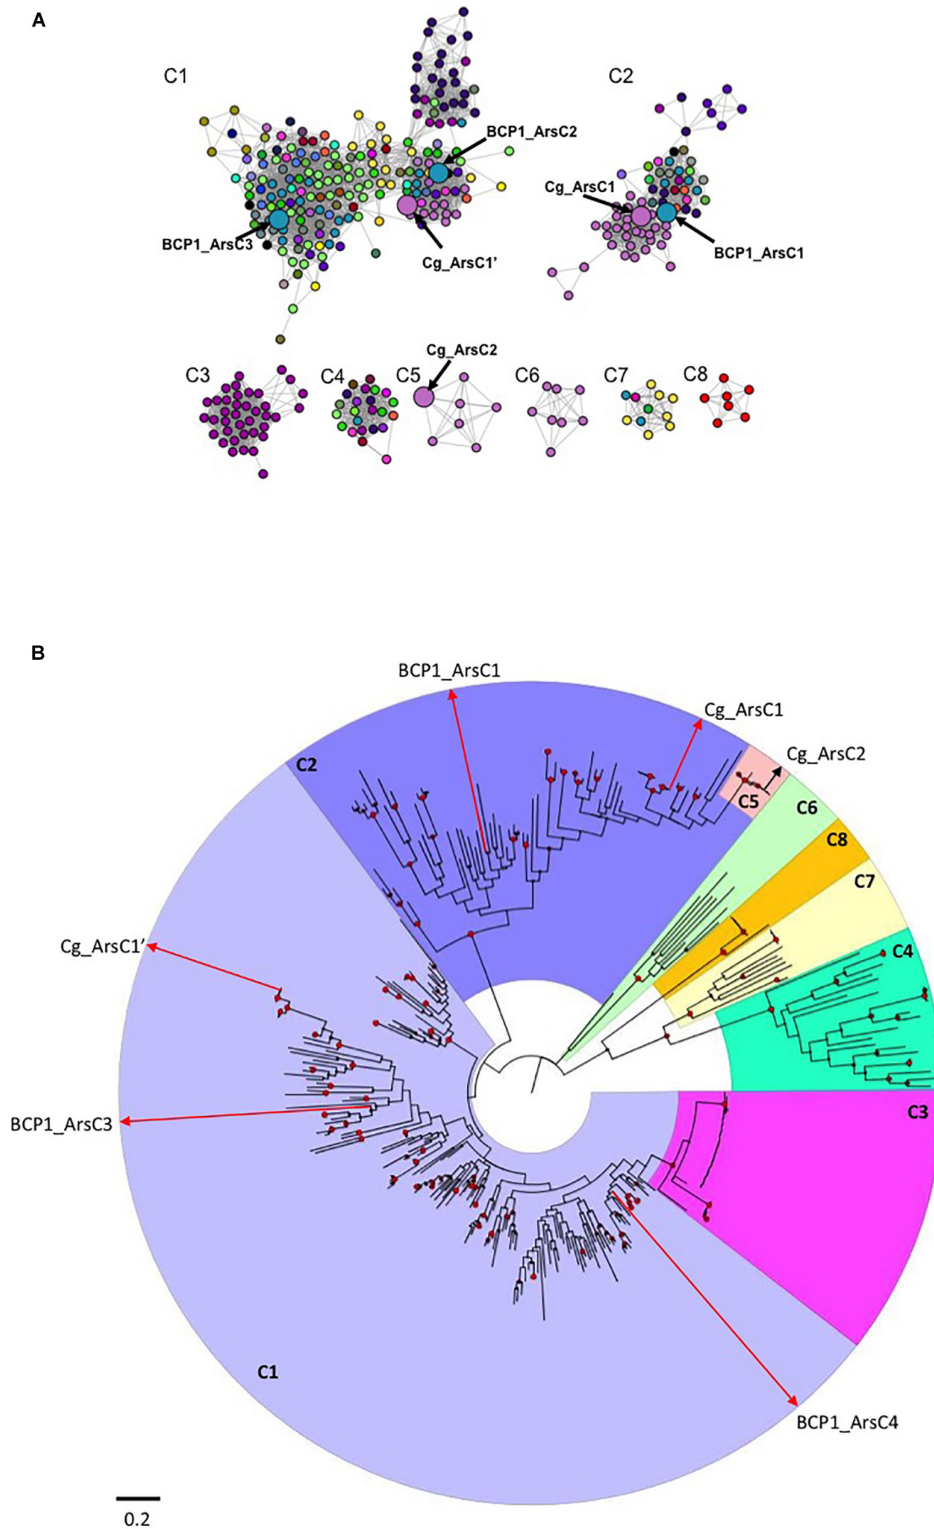 A
C1
C2
BCP1_ArsC2
Cg_ArsC1
BCP1_ArsC3
Cg_ArsC1’
BCP1_ArsC1
Cg_ArsC2
C3
C4
C5
C6
C7
C8
B
BCP1_ArsC1
Cg_ArsC1
Cg_ArsC2
C2
C5
C6
C8
C7
Cg_ArsC1’
C4
BCP1_ArsC3
C3
C1
BCP1_ArsC4
0.2